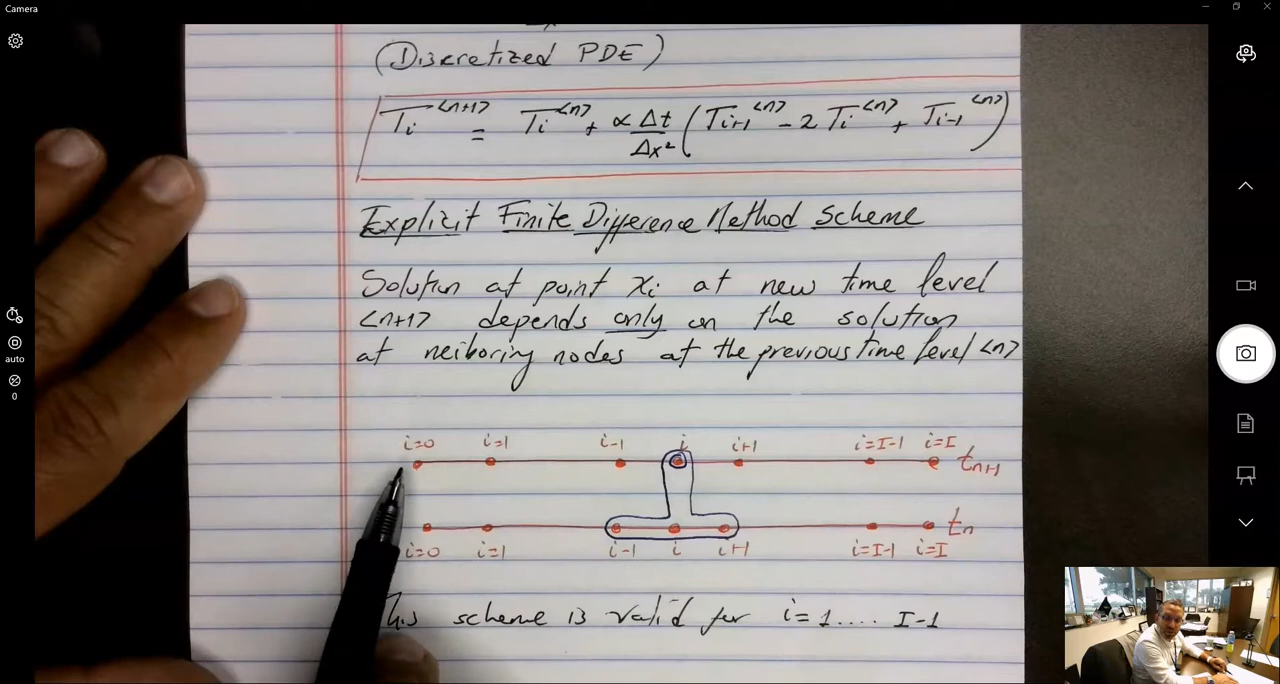 Camera
(Discretized PDE)
Ti<n+1> = Ti<n> + α Δt/Δx² (Ti+1<n> - 2 Ti<n> + Ti-1<n>)
Explicit Finite Difference Method Scheme
Solution at point xi at new time level
<n+1> depends only on the solution
at neiboring nodes at the previous time level <n>
i=0 i=1 i-1 i i+1 i=I-1 i=I tn+1
tn
i=0 i=1 i-1 i i+1 i=I-1 i=I
This scheme is valid for i=1.... I-1
auto
0